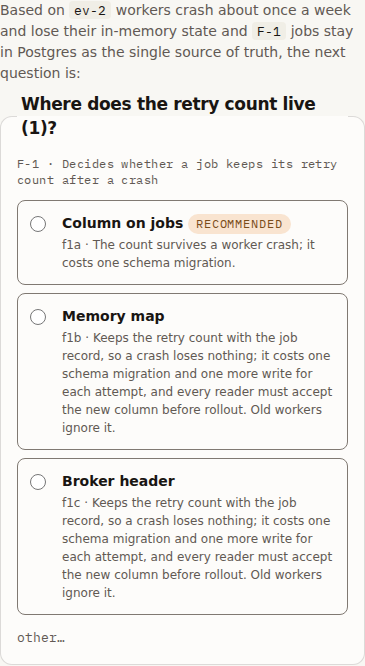 Based on ev-2 workers crash about once a week
and lose their in-memory state and F-1 jobs stay
in Postgres as the single source of truth, the next
question is:
Where does the retry count live
(1)?
F-1 · Decides whether a job keeps its retry
count after a crash
Column on jobs RECOMMENDED
f1a · The count survives a worker crash; it
costs one schema migration.
Memory map
f1b · Keeps the retry count with the job
record, so a crash loses nothing; it costs one
schema migration and one more write for
each attempt, and every reader must accept
the new column before rollout. Old workers
ignore it.
Broker header
f1c · Keeps the retry count with the job
record, so a crash loses nothing; it costs one
schema migration and one more write for
each attempt, and every reader must accept
the new column before rollout. Old workers
ignore it.
other…